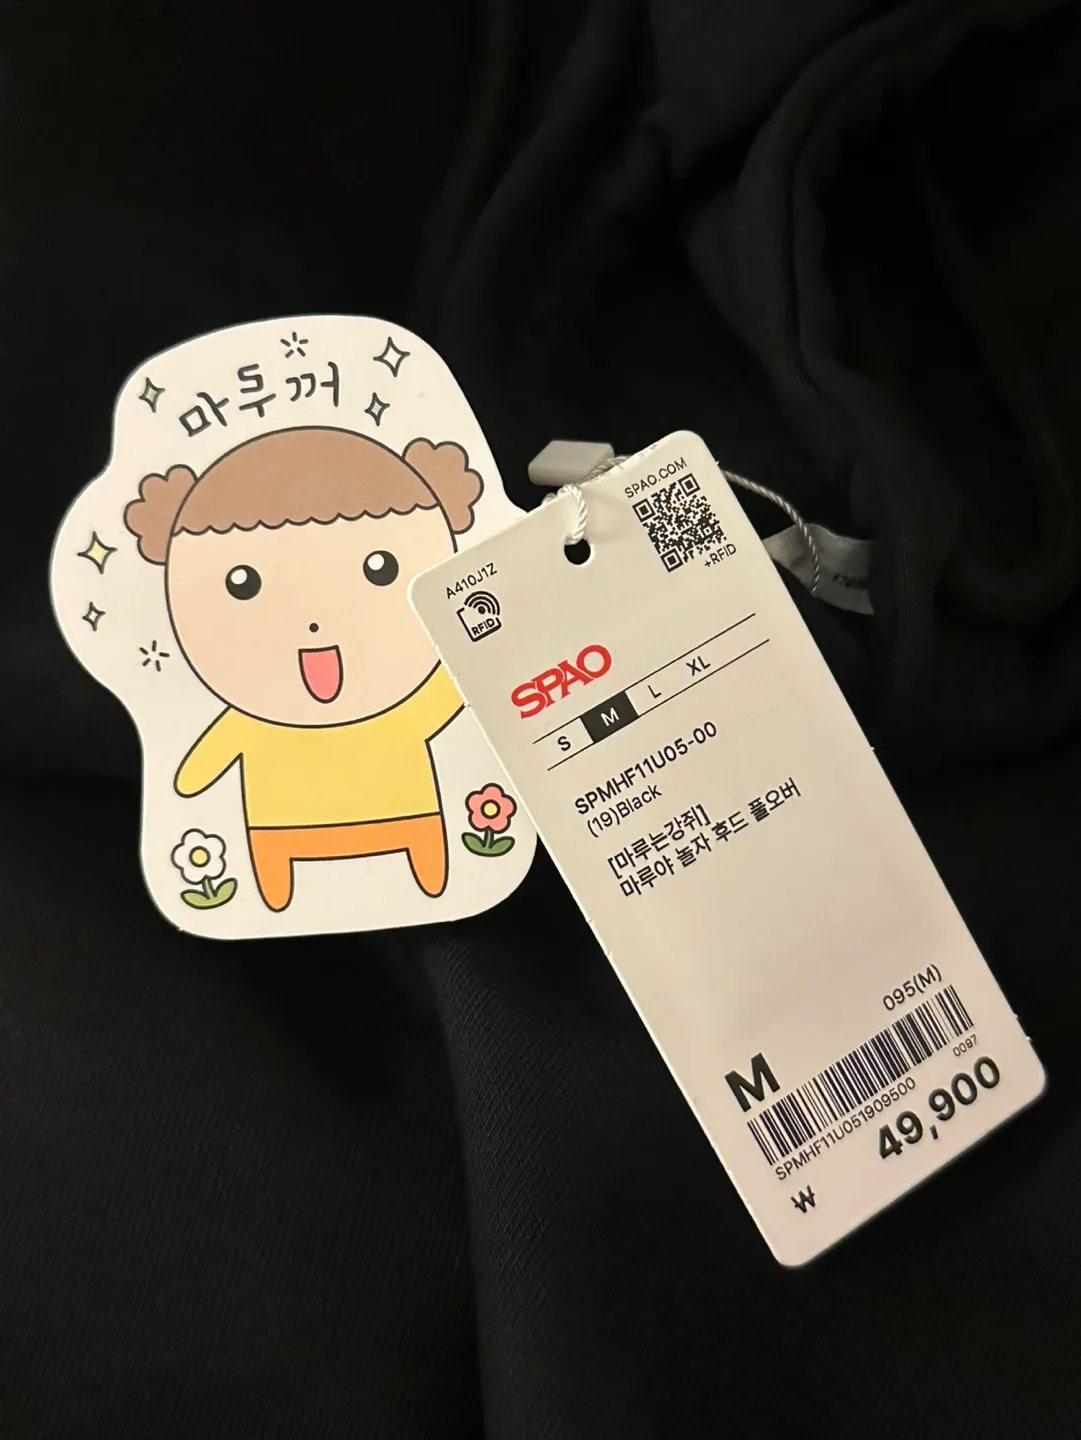 마두꺼
SPAO.COM
+RFID
A410J1Z
RFID
SPAO
S M L XL
SPMHF11U05-00
(19)Black
[마루는강쥐]
마루야 놀자 후드 풀오버
095(M)
M
0097
SPMHF11U051909500
49,900
₩